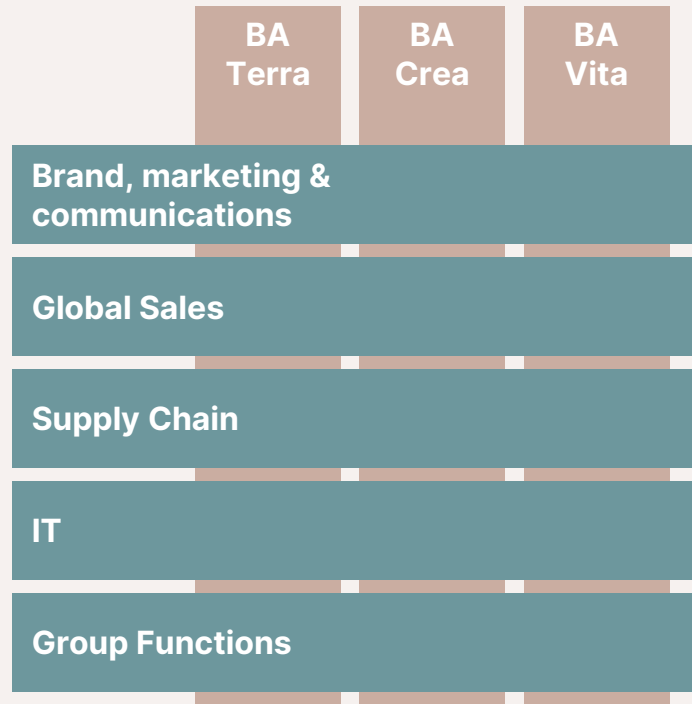 BA
Terra
BA
Crea
BA
Vita
Brand, marketing &
communications
Global Sales
Supply Chain
IT
Group Functions